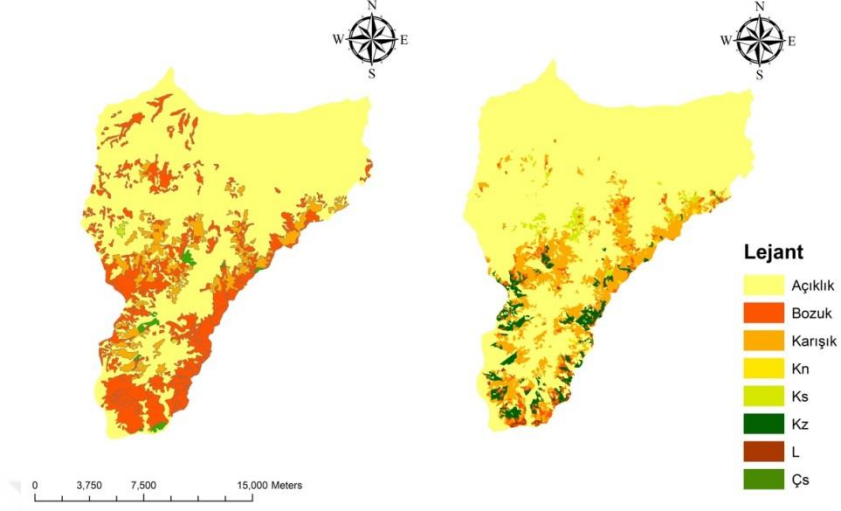 N
W E
S
N
W E
S
Lejant
Açıklık
Bozuk
Karışık
Kn
Ks
Kz
L
Çs
0 3,750 7,500 15,000 Meters